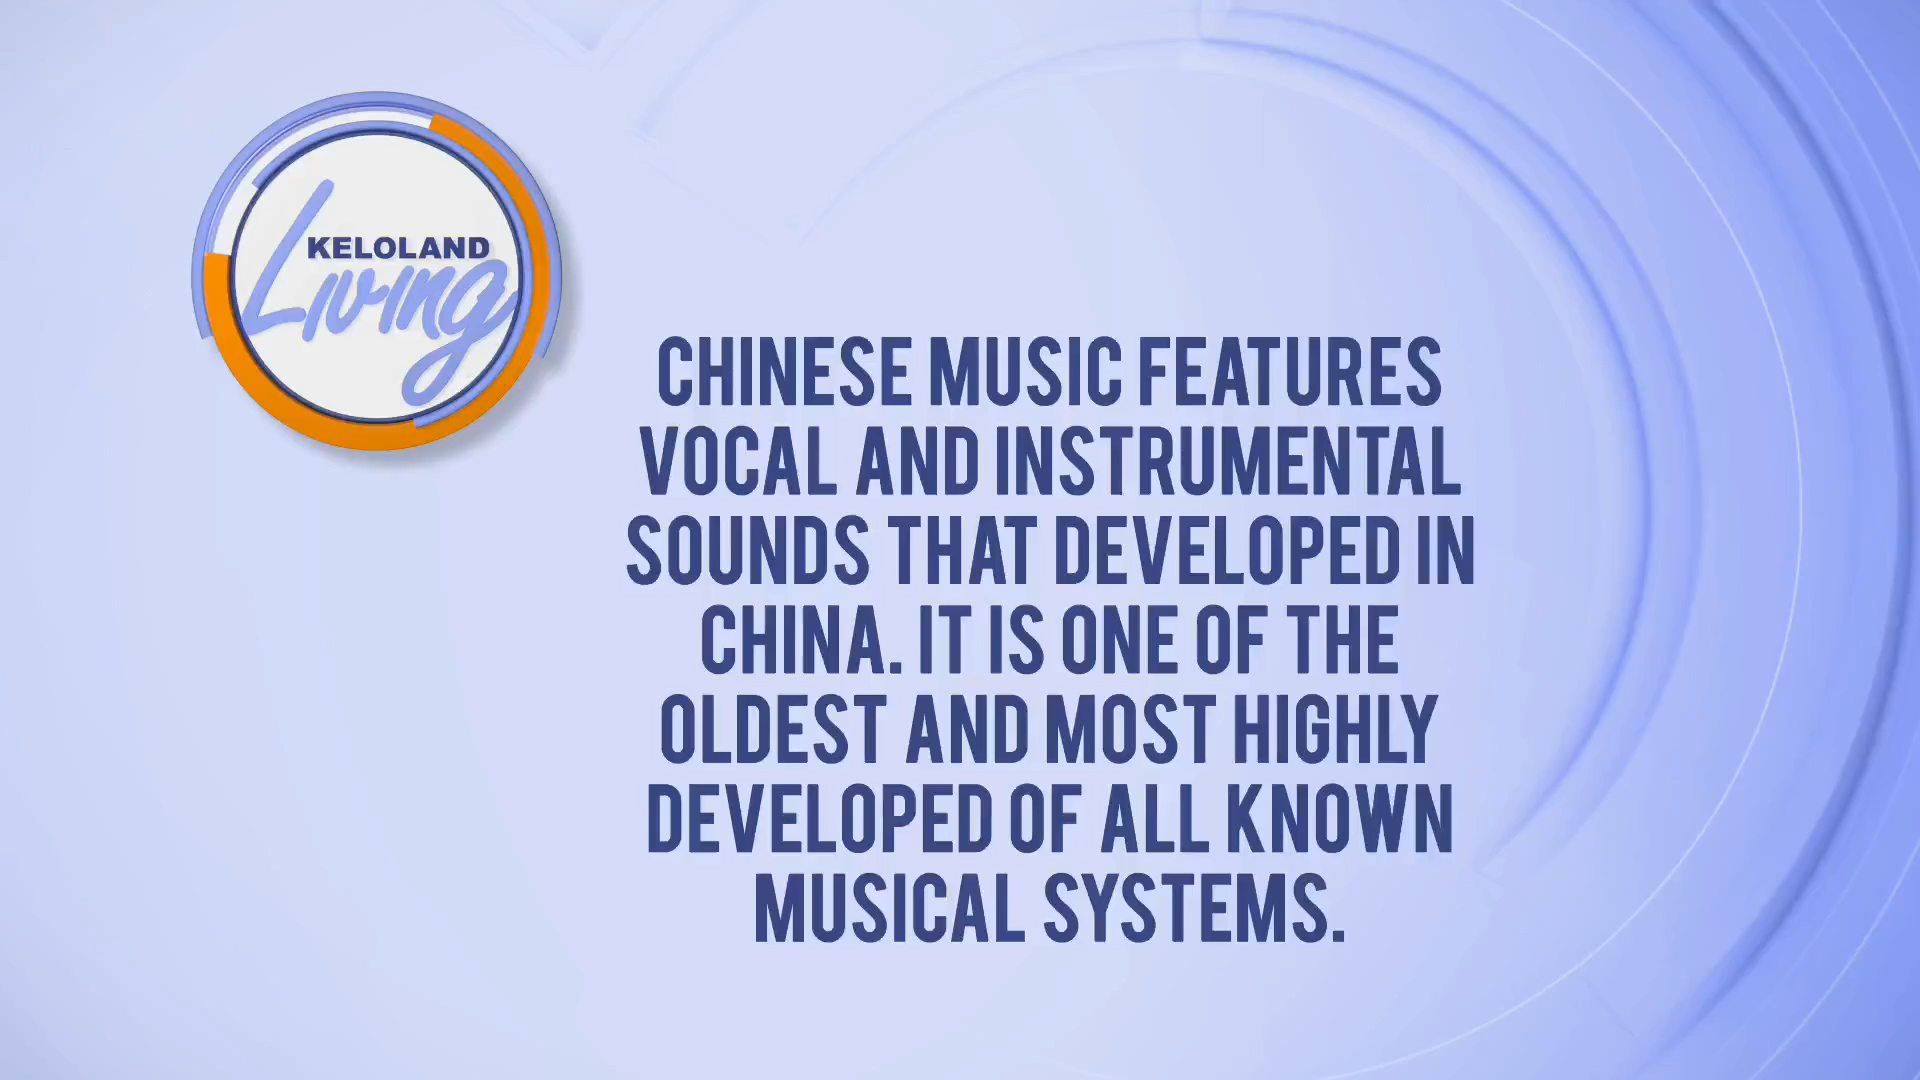 KELOLAND
Living
CHINESE MUSIC FEATURES
VOCAL AND INSTRUMENTAL
SOUNDS THAT DEVELOPED IN
CHINA. IT IS ONE OF THE
OLDEST AND MOST HIGHLY
DEVELOPED OF ALL KNOWN
MUSICAL SYSTEMS.